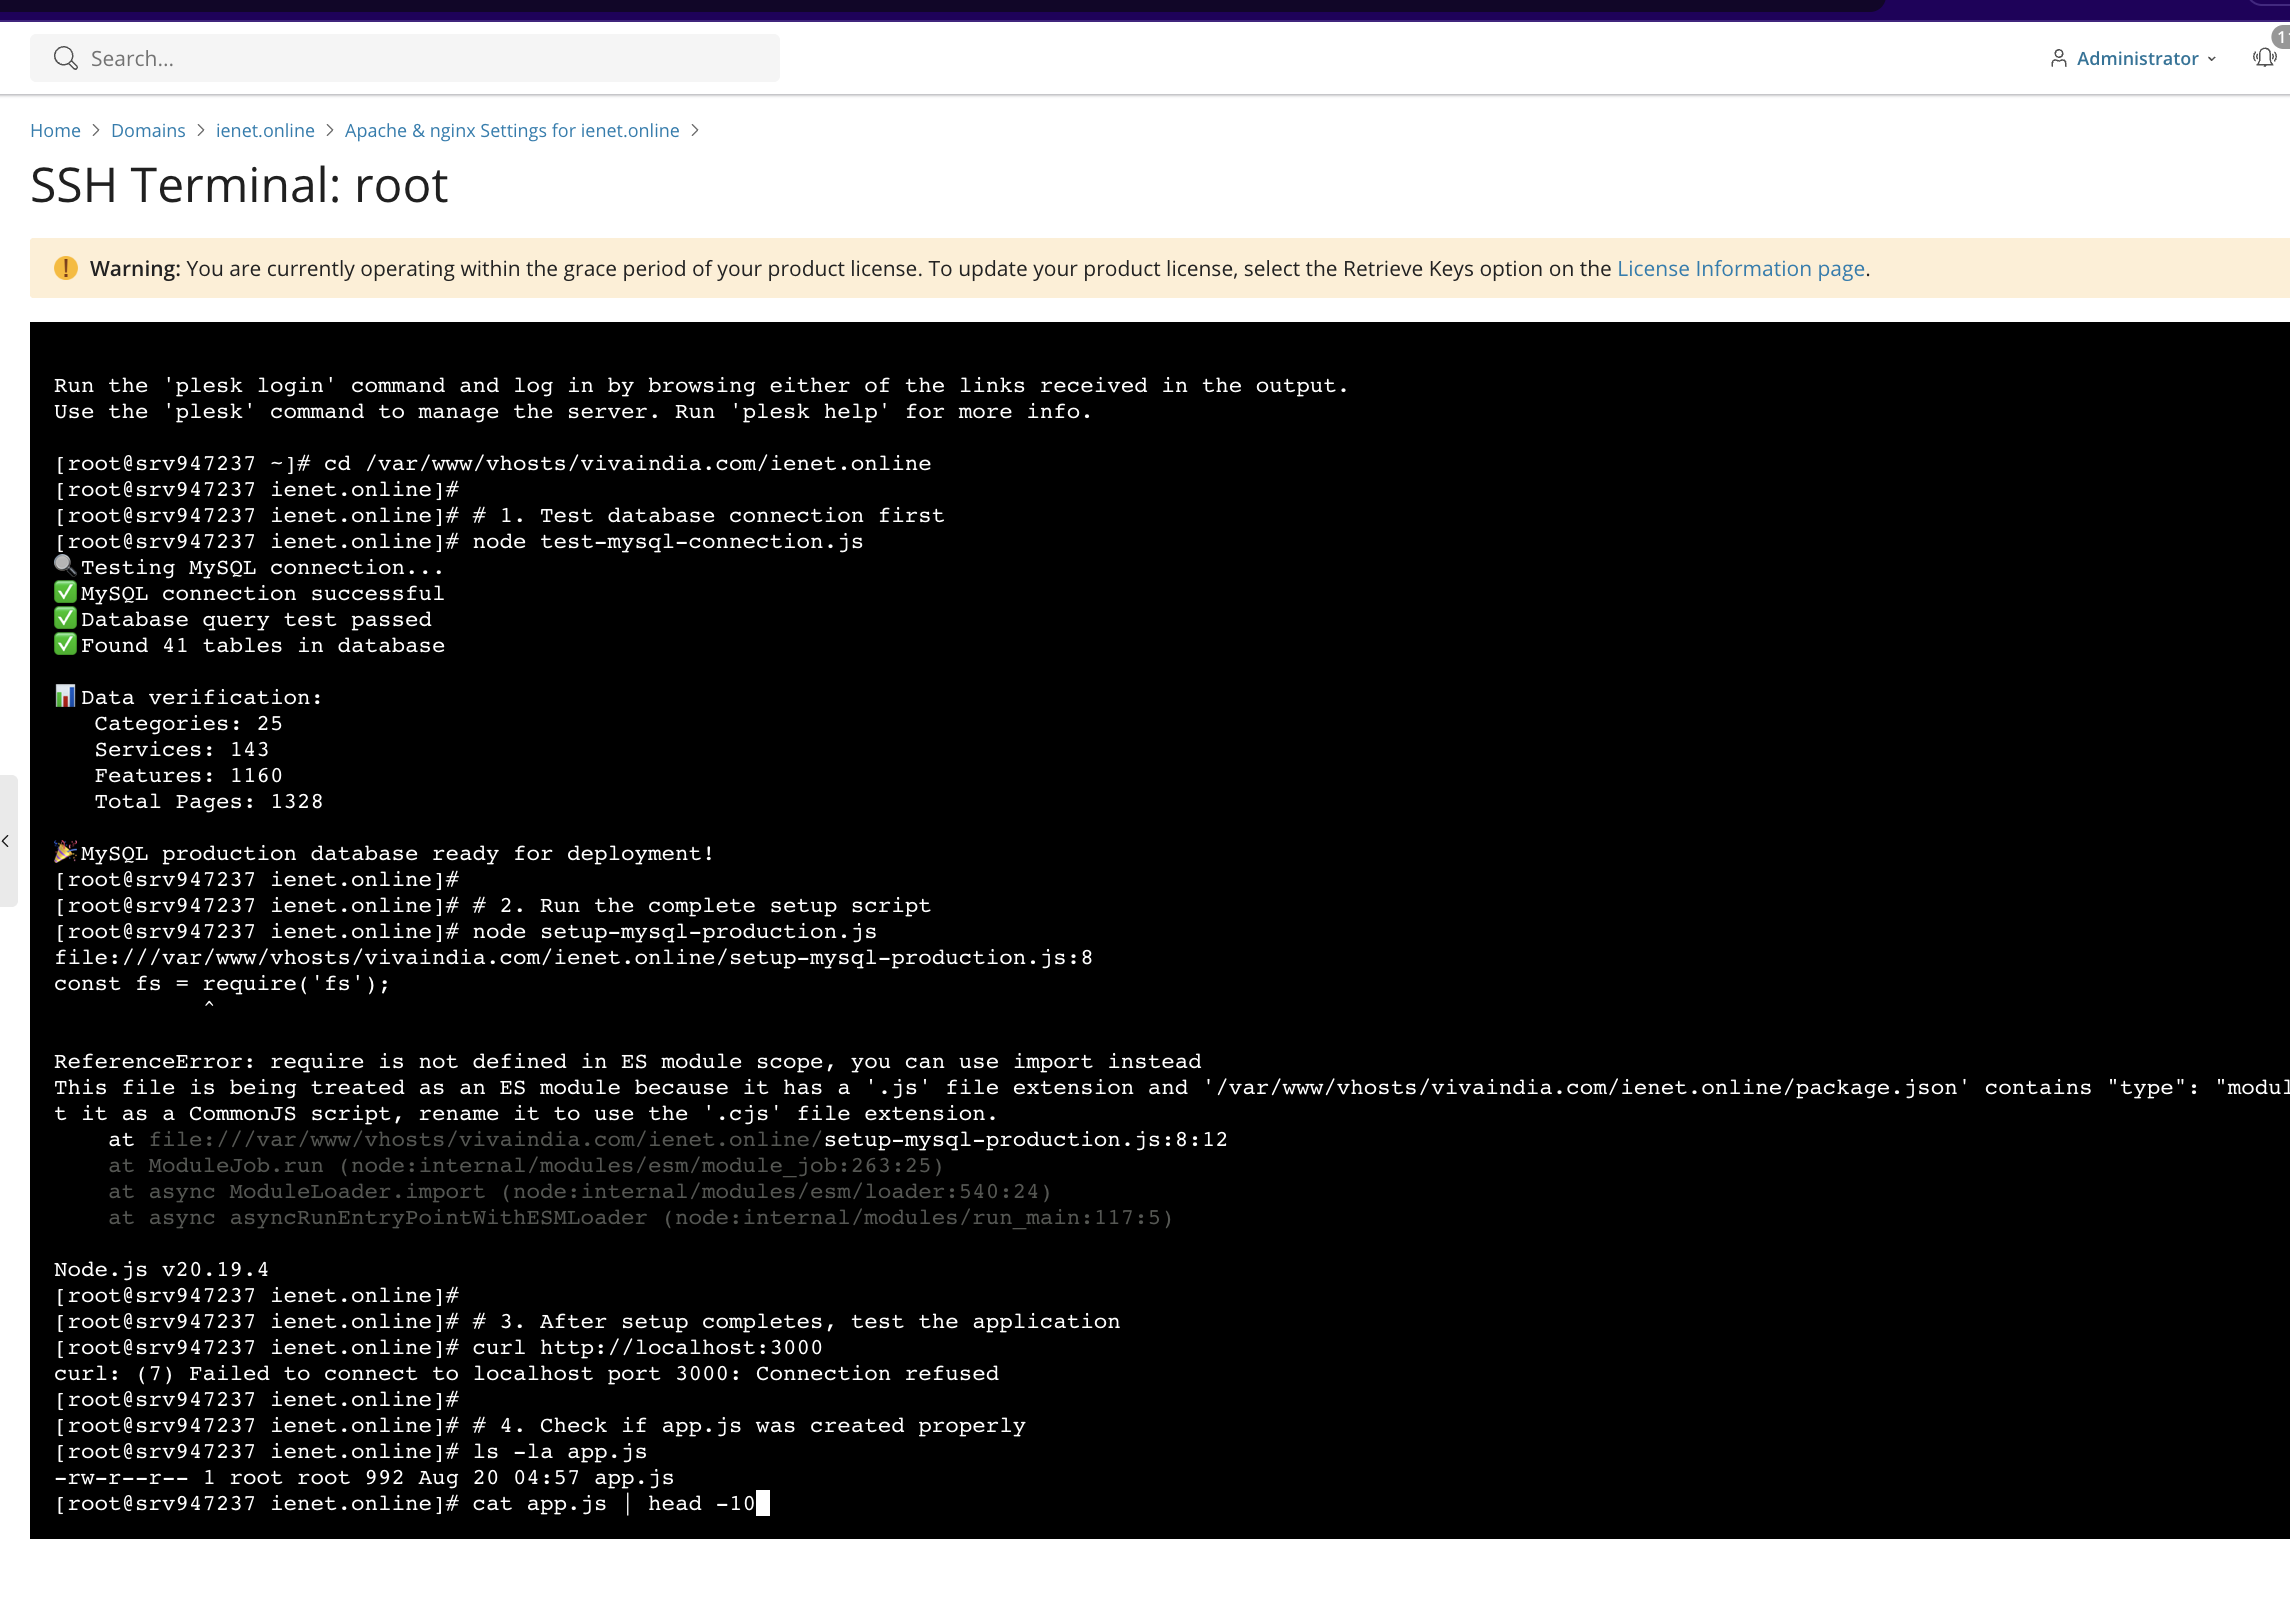 Search...
Administrator
Home > Domains > ienet.online > Apache & nginx Settings for ienet.online >
SSH Terminal: root
Warning: You are currently operating within the grace period of your product license. To update your product license, select the Retrieve Keys option on the License Information page.
Run the 'plesk login' command and log in by browsing either of the links received in the output.
Use the 'plesk' command to manage the server. Run 'plesk help' for more info.
[root@srv947237 ~]# cd /var/www/vhosts/vivaindia.com/ienet.online
[root@srv947237 ienet.online]#
[root@srv947237 ienet.online]# # 1. Test database connection first
[root@srv947237 ienet.online]# node test-mysql-connection.js
🔍 Testing MySQL connection...
✅ MySQL connection successful
✅ Database query test passed
✅ Found 41 tables in database
📊 Data verification:
Categories: 25
Services: 143
Features: 1160
Total Pages: 1328
🎉 MySQL production database ready for deployment!
[root@srv947237 ienet.online]#
[root@srv947237 ienet.online]# # 2. Run the complete setup script
[root@srv947237 ienet.online]# node setup-mysql-production.js
file:///var/www/vhosts/vivaindia.com/ienet.online/setup-mysql-production.js:8
const fs = require('fs');
^
ReferenceError: require is not defined in ES module scope, you can use import instead
This file is being treated as an ES module because it has a '.js' file extension and '/var/www/vhosts/vivaindia.com/ienet.online/package.json' contains "type": "modul
t it as a CommonJS script, rename it to use the '.cjs' file extension.
at file:///var/www/vhosts/vivaindia.com/ienet.online/setup-mysql-production.js:8:12
at ModuleJob.run (node:internal/modules/esm/module_job:263:25)
at async ModuleLoader.import (node:internal/modules/esm/loader:540:24)
at async asyncRunEntryPointWithESMLoader (node:internal/modules/run_main:117:5)
Node.js v20.19.4
[root@srv947237 ienet.online]#
[root@srv947237 ienet.online]# # 3. After setup completes, test the application
[root@srv947237 ienet.online]# curl http://localhost:3000
curl: (7) Failed to connect to localhost port 3000: Connection refused
[root@srv947237 ienet.online]#
[root@srv947237 ienet.online]# # 4. Check if app.js was created properly
[root@srv947237 ienet.online]# ls -la app.js
-rw-r--r-- 1 root root 992 Aug 20 04:57 app.js
[root@srv947237 ienet.online]# cat app.js | head -10